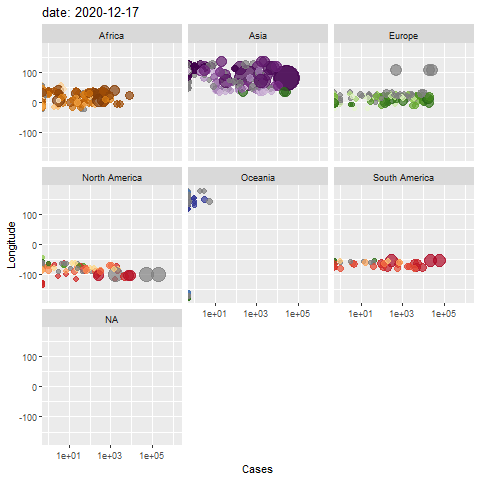 date: 2020-12-17
Africa
Asia
Europe
100
0
-100
North America
Oceania
South America
100
0
-100
Longitude
1e+01
1e+03
1e+05
1e+01
1e+03
1e+05
NA
100
0
-100
1e+01
1e+03
1e+05
Cases